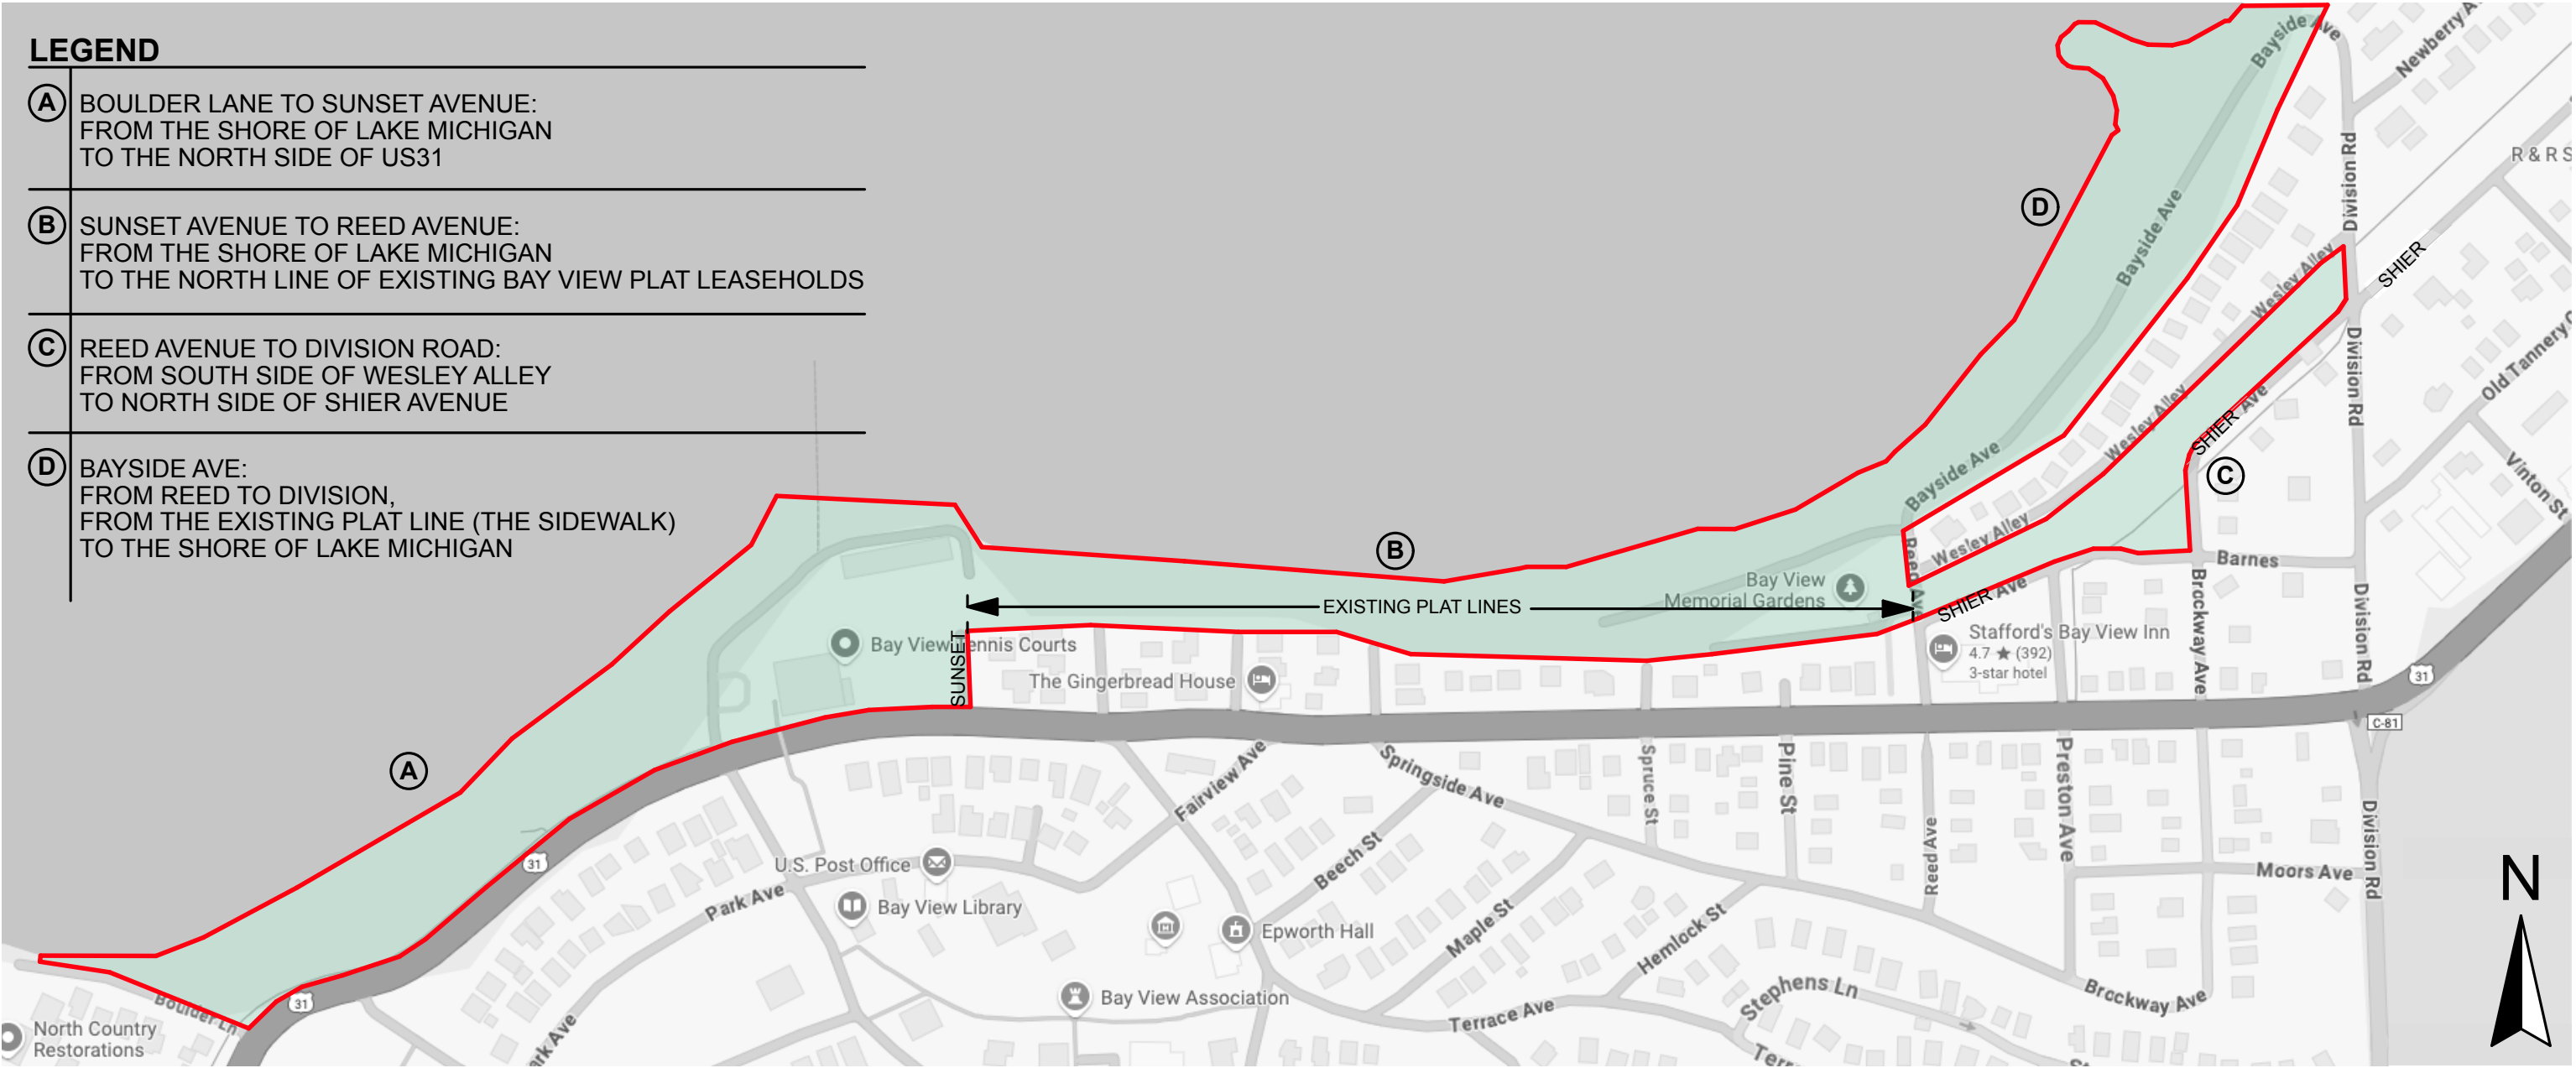 LEGEND
A
BOULDER LANE TO SUNSET AVENUE:
FROM THE SHORE OF LAKE MICHIGAN
TO THE NORTH SIDE OF US31
B
SUNSET AVENUE TO REED AVENUE:
FROM THE SHORE OF LAKE MICHIGAN
TO THE NORTH LINE OF EXISTING BAY VIEW PLAT LEASEHOLDS
C
REED AVENUE TO DIVISION ROAD:
FROM SOUTH SIDE OF WESLEY ALLEY
TO NORTH SIDE OF SHIER AVENUE
D
BAYSIDE AVE:
FROM REED TO DIVISION,
FROM THE EXISTING PLAT LINE (THE SIDEWALK)
TO THE SHORE OF LAKE MICHIGAN
Bayside Ave
Newberry A
Division Rd
R & R S
D
Bayside Ave
Wesley Alley
SHIER
Division Rd
Old Tannery
Wesley Alley
SHIER Ave
C
Vinton St
Bayside Ave
Wesley Alley
Reed Ave
Barnes
B
Bay View
Memorial Gardens
EXISTING PLAT LINES
SHIER Ave
Brockway Ave
Division Rd
Stafford's Bay View Inn
4.7 ★ (392)
3-star hotel
Bay View Tennis Courts
SUNSET
The Gingerbread House
31
C-81
A
Fairview Ave
Springside Ave
Spruce St
Pine St
Reed Ave
Preston Ave
Division Rd
31
U.S. Post Office
Beech St
Moors Ave
Park Ave
Bay View Library
Epworth Hall
Maple St
Hemlock St
N
Bay View Association
Stephens Ln
Brockway Ave
Terrace Ave
31
Boulder Ln
North Country
Restorations
ark Ave
Terr
St